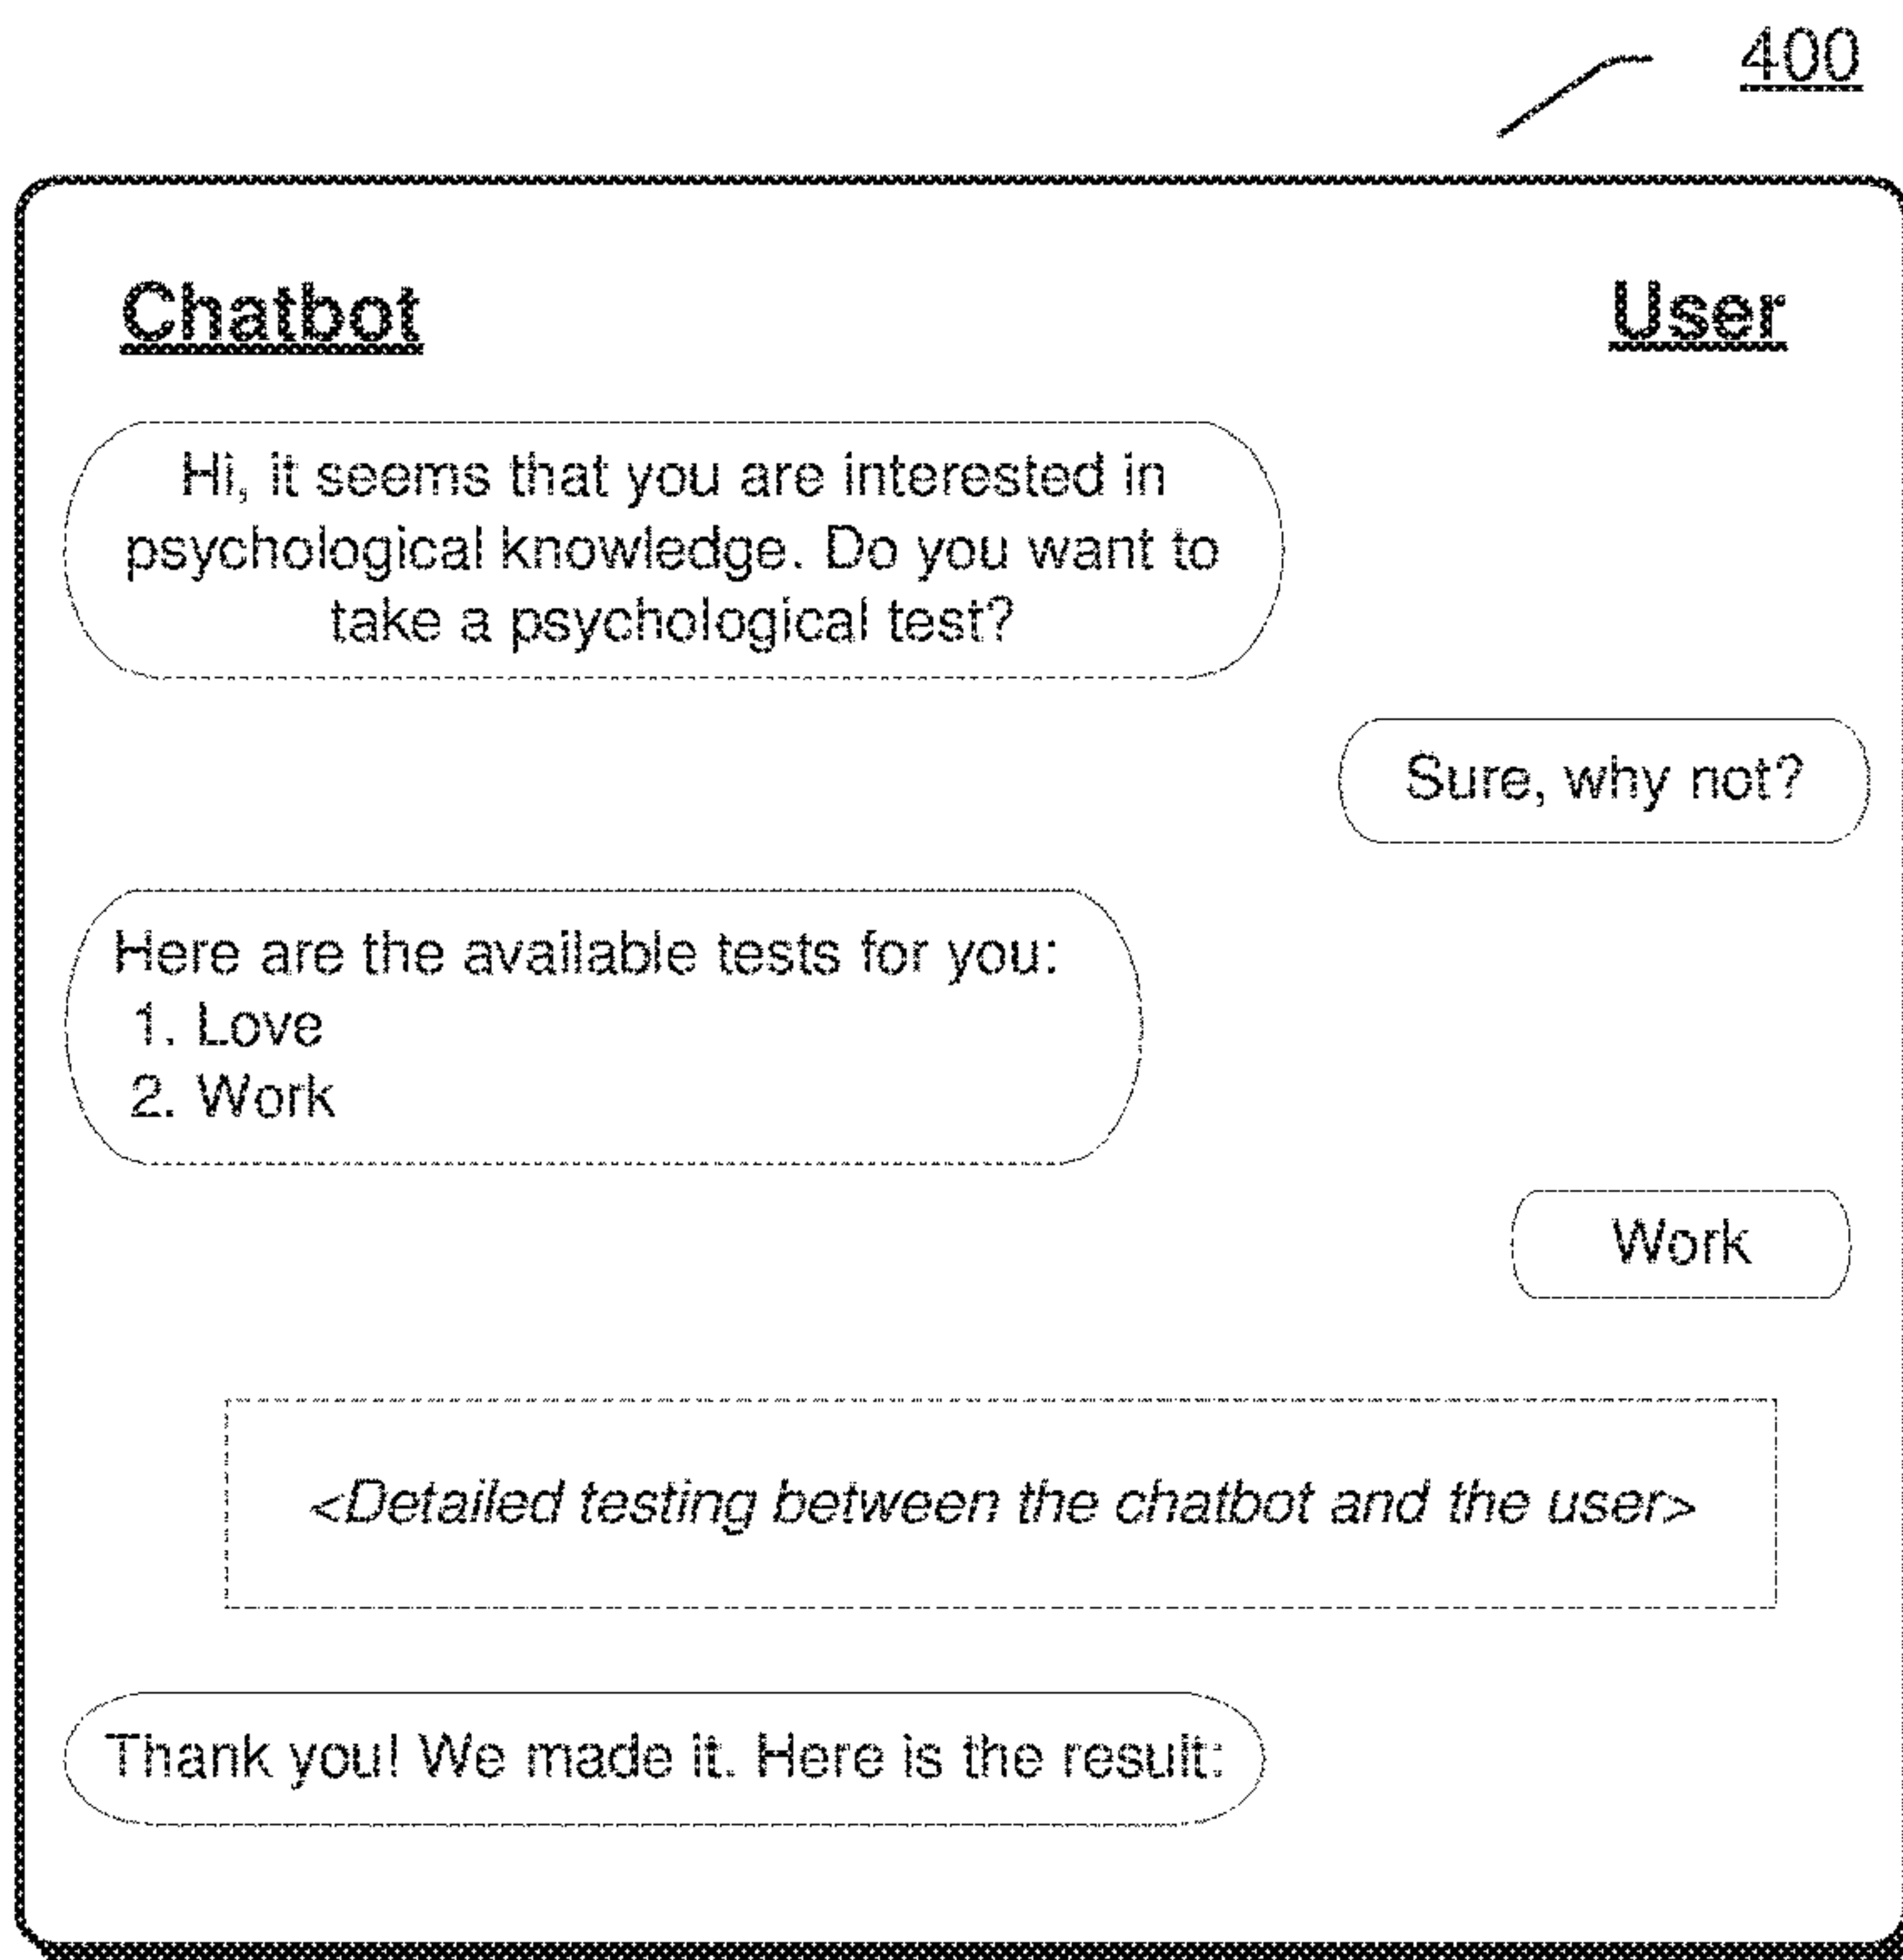 400
Chatbot
User
Hi, it seems that you are interested in
psychological knowledge. Do you want to
take a psychological test?
Sure, why not?
Here are the available tests for you:
1. Love
2. Work
Work
<Detailed testing between the chatbot and the user>
Thank you! We made it. Here is the result: